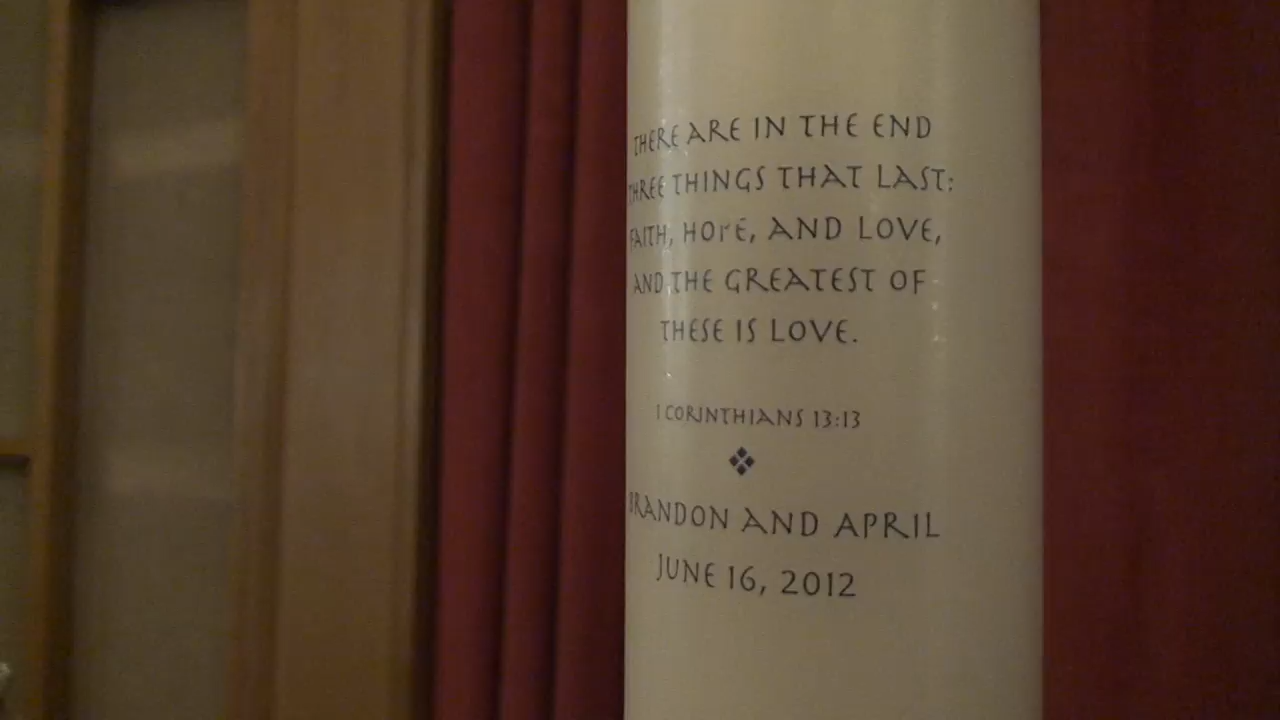 THERE ARE IN THE END
THREE THINGS THAT LAST:
FAITH, HOPE, AND LOVE,
AND THE GREATEST OF
THESE IS LOVE.
1 CORINTHIANS 13:13
BRANDON AND APRIL
JUNE 16, 2012